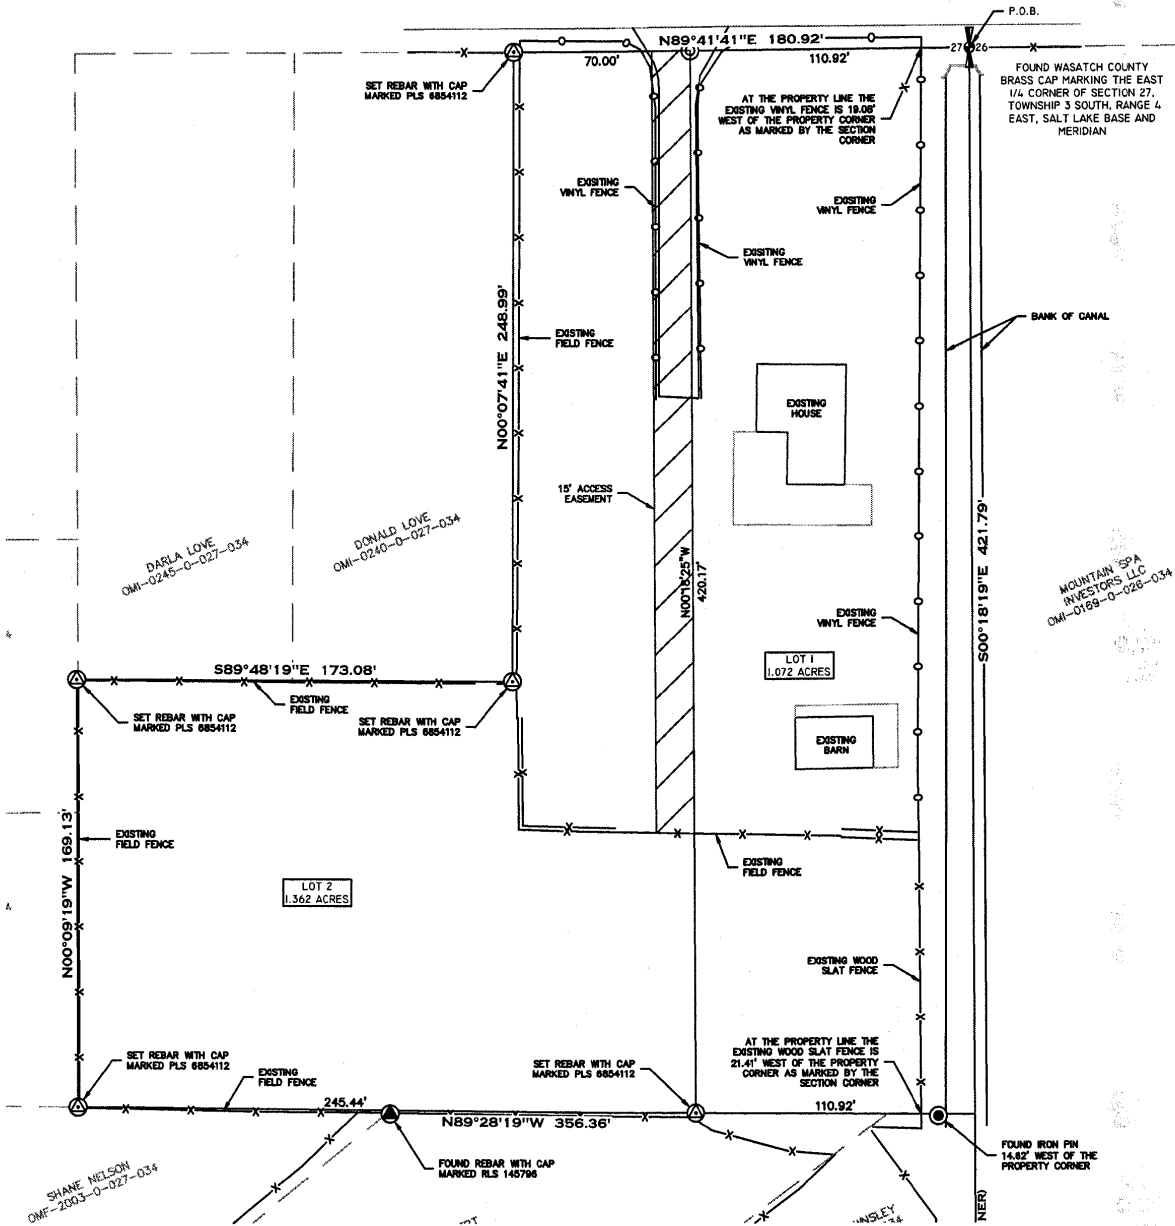 P.O.B.
N89°41'41"E 180.92'
70.00'
110.92'
27
26
SET REBAR WITH CAP
MARKED PLS 6854112
FOUND WASATCH COUNTY
BRASS CAP MARKING THE EAST
1/4 CORNER OF SECTION 27,
TOWNSHIP 3 SOUTH, RANGE 4
EAST, SALT LAKE BASE AND
MERIDIAN
AT THE PROPERTY LINE THE
EXISTING VINYL FENCE IS 19.08'
WEST OF THE PROPERTY CORNER
AS MARKED BY THE SECTION
CORNER
EXISITING
VINYL FENCE
EXISITING
VINYL FENCE
EXISITING
VINYL FENCE
N00°07'41"E 248.99'
EXISTING
FIELD FENCE
BANK OF CANAL
EXISTING
HOUSE
15' ACCESS
EASEMENT
DARLA LOVE
OMI-0245-0-027-034
DONALD LOVE
OMI-0240-0-027-034
N00°18'25"W
420.17'
S00°18'19"E 421.79'
MOUNTAIN SPA
INVESTORS LLC
OMI-0169-0-026-034
EXISTING
VINYL FENCE
LOT 1
1.072 ACRES
S89°48'19"E 173.08'
EXISTING
FIELD FENCE
SET REBAR WITH CAP
MARKED PLS 6854112
SET REBAR WITH CAP
MARKED PLS 6854112
EXISTING
BARN
N00°09'19"W 169.13'
EXISTING
FIELD FENCE
EXISTING
FIELD FENCE
LOT 2
1.362 ACRES
EXISTING WOOD
SLAT FENCE
AT THE PROPERTY LINE THE
EXISTING WOOD SLAT FENCE IS
21.41' WEST OF THE PROPERTY
CORNER AS MARKED BY THE
SECTION CORNER
SET REBAR WITH CAP
MARKED PLS 6854112
EXISTING
FIELD FENCE
SET REBAR WITH CAP
MARKED PLS 6854112
245.44'
110.92'
N89°28'19"W 356.36'
FOUND REBAR WITH CAP
MARKED RLS 145796
FOUND IRON PIN
14.62' WEST OF THE
PROPERTY CORNER
SHANE NELSON
OMF-2003-0-027-034
NER)